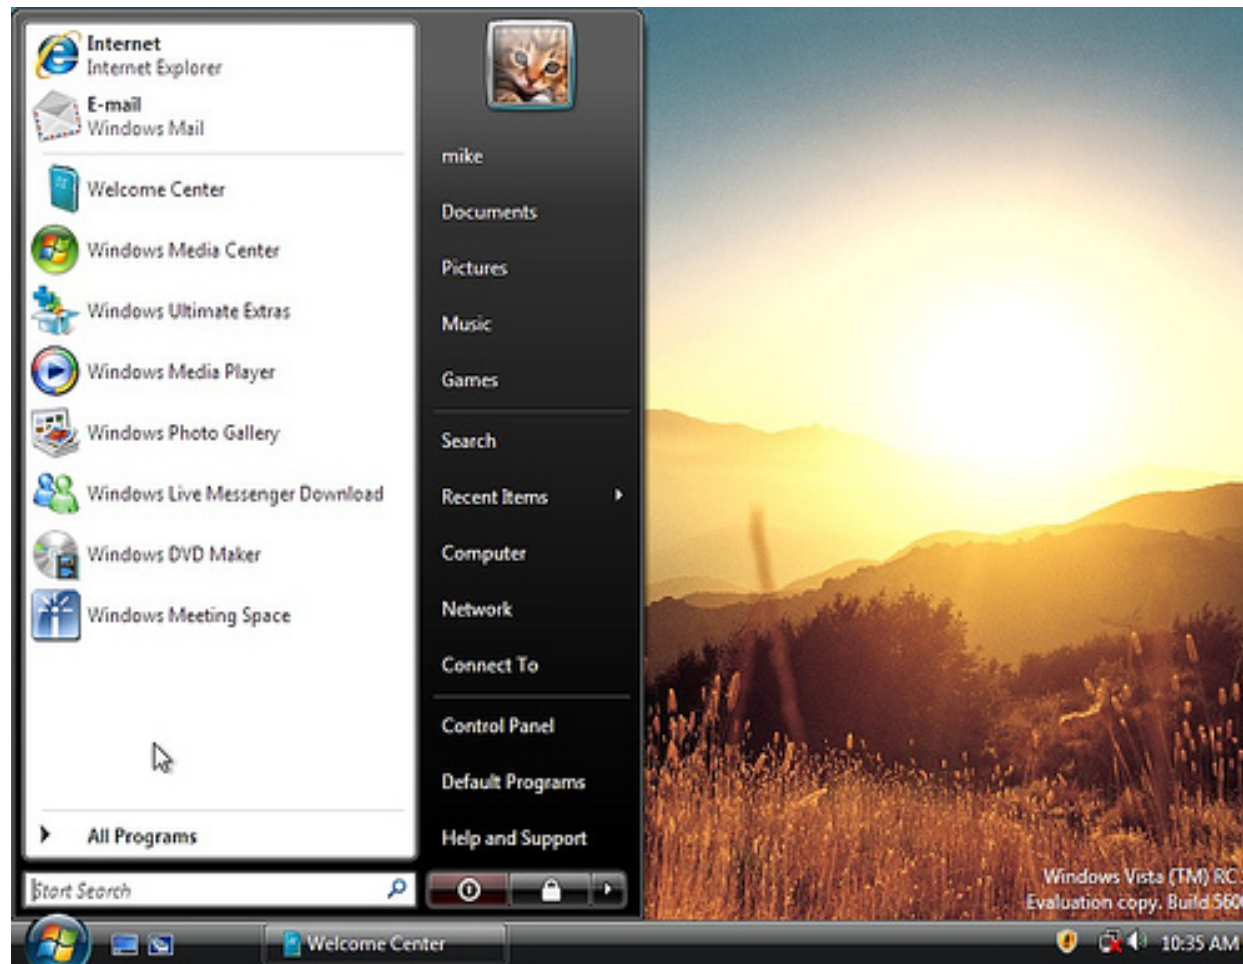 Internet
Internet Explorer
E-mail
Windows Mail
Welcome Center
Windows Media Center
Windows Ultimate Extras
Windows Media Player
Windows Photo Gallery
Windows Live Messenger Download
Windows DVD Maker
Windows Meeting Space
All Programs
Start Search
mike
Documents
Pictures
Music
Games
Search
Recent Items
Computer
Network
Connect To
Control Panel
Default Programs
Help and Support
Windows Vista (TM) RC
Evaluation copy. Build
Welcome Center
10:35 AM